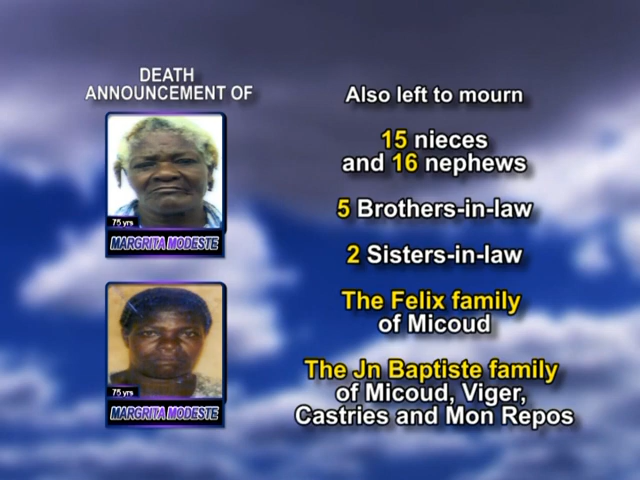 DEATH
ANNOUNCEMENT OF
75 yrs
MARGRITA MODESTE
75 yrs
MARGRITA MODESTE
Also left to mourn
15 nieces
and 16 nephews
5 Brothers-in-law
2 Sisters-in-law
The Felix family
of Micoud
The Jn Baptiste family
of Micoud, Viger,
Castries and Mon Repos